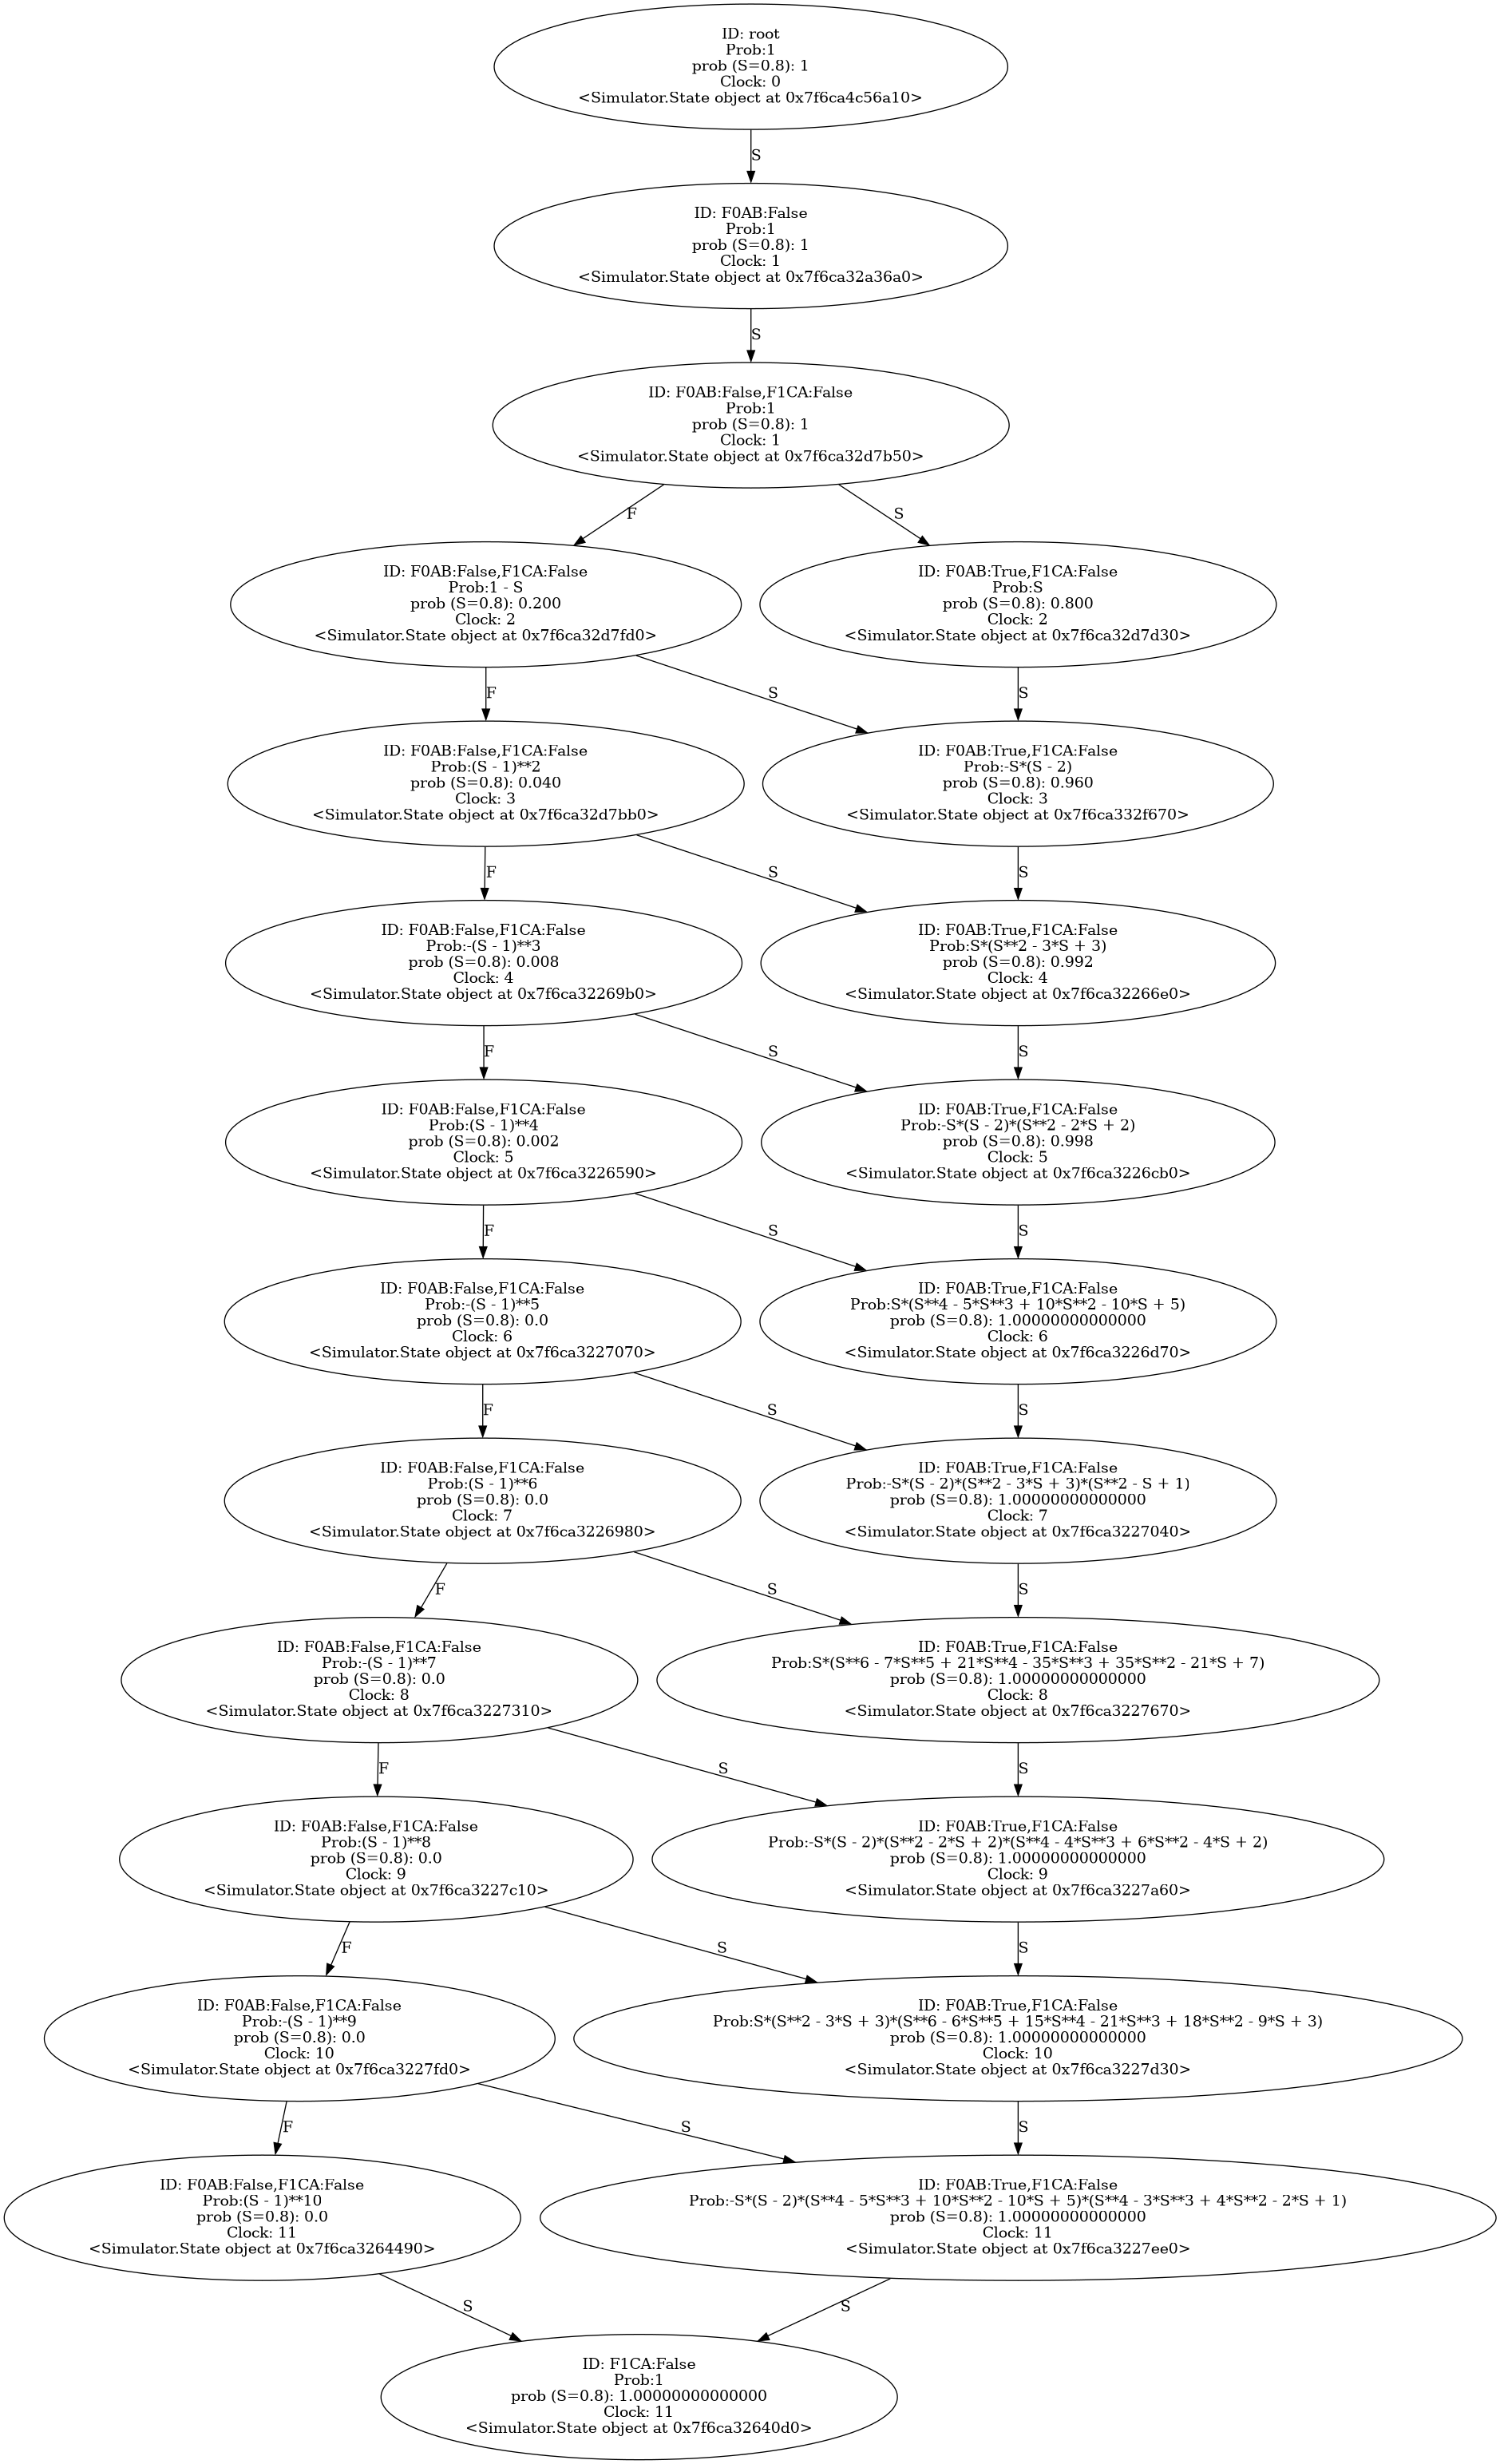 ID: root
Prob:1
prob (S=0.8): 1
Clock: 0
<Simulator.State object at 0x7f6ca4c56a10>
S
ID: F0AB:False
Prob:1
prob (S=0.8): 1
Clock: 1
<Simulator.State object at 0x7f6ca32a36a0>
S
ID: F0AB:False,F1CA:False
Prob:1
prob (S=0.8): 1
Clock: 1
<Simulator.State object at 0x7f6ca32d7b50>
F
S
ID: F0AB:False,F1CA:False
Prob:1 - S
prob (S=0.8): 0.200
Clock: 2
<Simulator.State object at 0x7f6ca32d7fd0>
ID: F0AB:True,F1CA:False
Prob:S
prob (S=0.8): 0.800
Clock: 2
<Simulator.State object at 0x7f6ca32d7d30>
F
S
S
ID: F0AB:False,F1CA:False
Prob:(S - 1)**2
prob (S=0.8): 0.040
Clock: 3
<Simulator.State object at 0x7f6ca32d7bb0>
ID: F0AB:True,F1CA:False
Prob:-S*(S - 2)
prob (S=0.8): 0.960
Clock: 3
<Simulator.State object at 0x7f6ca332f670>
F
S
S
ID: F0AB:False,F1CA:False
Prob:-(S - 1)**3
prob (S=0.8): 0.008
Clock: 4
<Simulator.State object at 0x7f6ca32269b0>
ID: F0AB:True,F1CA:False
Prob:S*(S**2 - 3*S + 3)
prob (S=0.8): 0.992
Clock: 4
<Simulator.State object at 0x7f6ca32266e0>
F
S
S
ID: F0AB:False,F1CA:False
Prob:(S - 1)**4
prob (S=0.8): 0.002
Clock: 5
<Simulator.State object at 0x7f6ca3226590>
ID: F0AB:True,F1CA:False
Prob:-S*(S - 2)*(S**2 - 2*S + 2)
prob (S=0.8): 0.998
Clock: 5
<Simulator.State object at 0x7f6ca3226cb0>
F
S
S
ID: F0AB:False,F1CA:False
Prob:-(S - 1)**5
prob (S=0.8): 0.0
Clock: 6
<Simulator.State object at 0x7f6ca3227070>
ID: F0AB:True,F1CA:False
Prob:S*(S**4 - 5*S**3 + 10*S**2 - 10*S + 5)
prob (S=0.8): 1.00000000000000
Clock: 6
<Simulator.State object at 0x7f6ca3226d70>
F
S
S
ID: F0AB:False,F1CA:False
Prob:(S - 1)**6
prob (S=0.8): 0.0
Clock: 7
<Simulator.State object at 0x7f6ca3226980>
ID: F0AB:True,F1CA:False
Prob:-S*(S - 2)*(S**2 - 3*S + 3)*(S**2 - S + 1)
prob (S=0.8): 1.00000000000000
Clock: 7
<Simulator.State object at 0x7f6ca3227040>
F
S
S
ID: F0AB:False,F1CA:False
Prob:-(S - 1)**7
prob (S=0.8): 0.0
Clock: 8
<Simulator.State object at 0x7f6ca3227310>
ID: F0AB:True,F1CA:False
Prob:S*(S**6 - 7*S**5 + 21*S**4 - 35*S**3 + 35*S**2 - 21*S + 7)
prob (S=0.8): 1.00000000000000
Clock: 8
<Simulator.State object at 0x7f6ca3227670>
F
S
S
ID: F0AB:False,F1CA:False
Prob:(S - 1)**8
prob (S=0.8): 0.0
Clock: 9
<Simulator.State object at 0x7f6ca3227c10>
ID: F0AB:True,F1CA:False
Prob:-S*(S - 2)*(S**2 - 2*S + 2)*(S**4 - 4*S**3 + 6*S**2 - 4*S + 2)
prob (S=0.8): 1.00000000000000
Clock: 9
<Simulator.State object at 0x7f6ca3227a60>
F
S
S
ID: F0AB:False,F1CA:False
Prob:-(S - 1)**9
prob (S=0.8): 0.0
Clock: 10
<Simulator.State object at 0x7f6ca3227fd0>
ID: F0AB:True,F1CA:False
Prob:S*(S**2 - 3*S + 3)*(S**6 - 6*S**5 + 15*S**4 - 21*S**3 + 18*S**2 - 9*S + 3)
prob (S=0.8): 1.00000000000000
Clock: 10
<Simulator.State object at 0x7f6ca3227d30>
F
S
S
ID: F0AB:False,F1CA:False
Prob:(S - 1)**10
prob (S=0.8): 0.0
Clock: 11
<Simulator.State object at 0x7f6ca3264490>
ID: F0AB:True,F1CA:False
Prob:-S*(S - 2)*(S**4 - 5*S**3 + 10*S**2 - 10*S + 5)*(S**4 - 3*S**3 + 4*S**2 - 2*S + 1)
prob (S=0.8): 1.00000000000000
Clock: 11
<Simulator.State object at 0x7f6ca3227ee0>
S
S
ID: F1CA:False
Prob:1
prob (S=0.8): 1.00000000000000
Clock: 11
<Simulator.State object at 0x7f6ca32640d0>